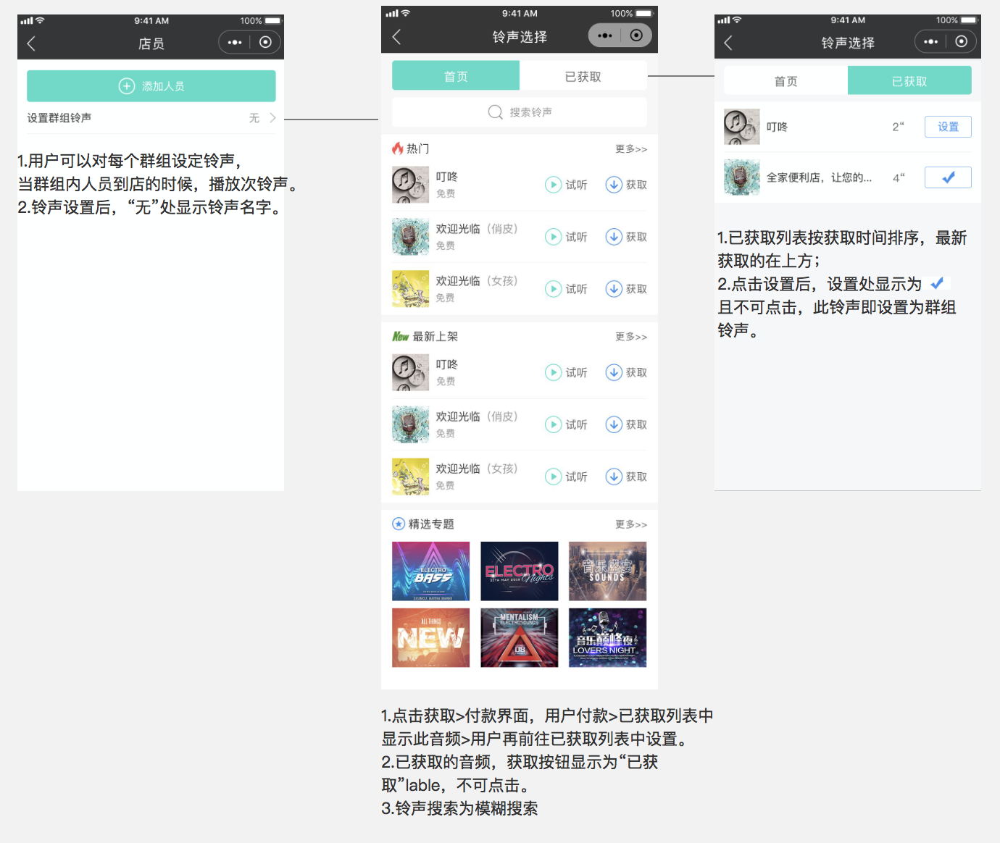 9:41 AM
100%
店员
添加人员
设置群组铃声
无
1.用户可以对每个群组设定铃声，
当群组内人员到店的时候，播放次铃声。
2.铃声设置后，“无”处显示铃声名字。
9:41 AM
100%
铃声选择
首页
已获取
搜索铃声
热门
更多>>
叮咚
免费
试听
获取
欢迎光临（俏皮）
免费
试听
获取
欢迎光临（女孩）
免费
试听
获取
New 最新上架
更多>>
叮咚
免费
试听
获取
欢迎光临（俏皮）
免费
试听
获取
欢迎光临（女孩）
免费
试听
获取
精选专题
更多>>
ELECTRO
BASS
ELECTRO
Nights
音乐盛宴
SOUNDS
ALL THINGS
NEW
MENTALISM
ELECTROSOUNDS
08
音乐巅峰夜
LOVERS NIGHT
1.点击获取>付款界面，用户付款>已获取列表中
显示此音频>用户再前往已获取列表中设置。
2.已获取的音频，获取按钮显示为“已获
取”lable，不可点击。
3.铃声搜索为模糊搜索
9:41 AM
100%
铃声选择
首页
已获取
叮咚
2“
设置
全家便利店，让您的...
4“
1.已获取列表按获取时间排序，最新
获取的在上方；
2.点击设置后，设置处显示为
且不可点击，此铃声即设置为群组
铃声。